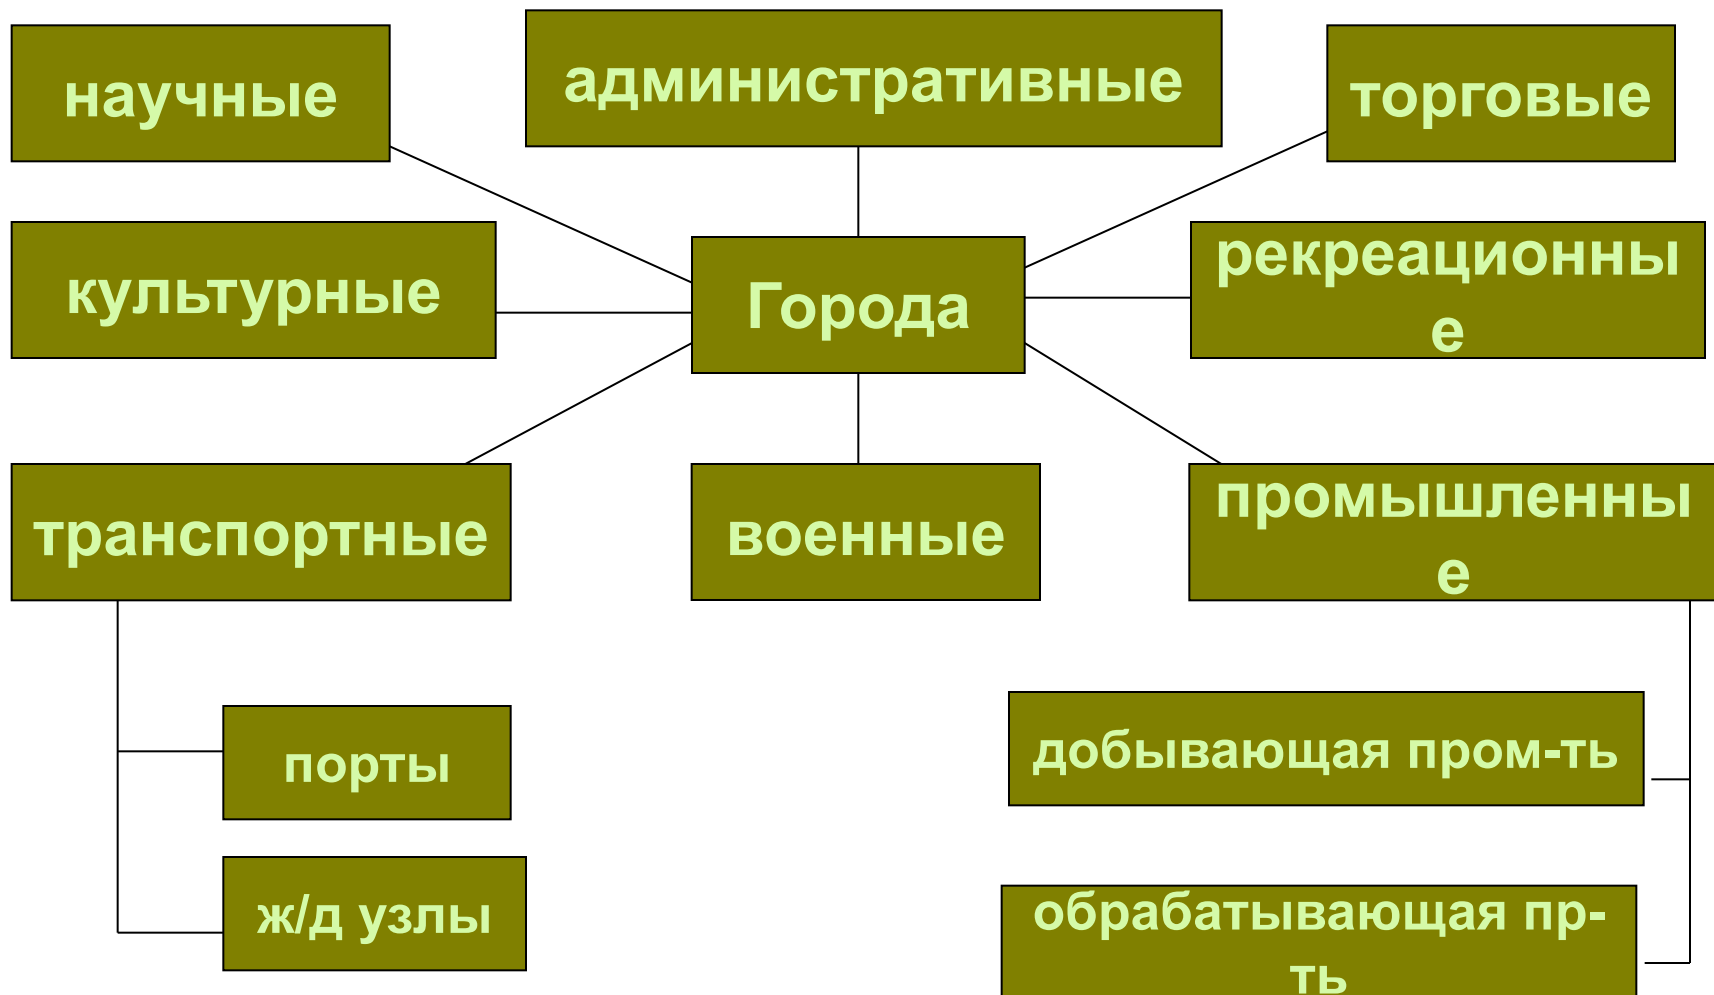 научные
административные
торговые
культурные
Города
рекреационны
е
транспортные
военные
промышленны
е
порты
добывающая пром-ть
ж/д узлы
обрабатывающая пр-
ть